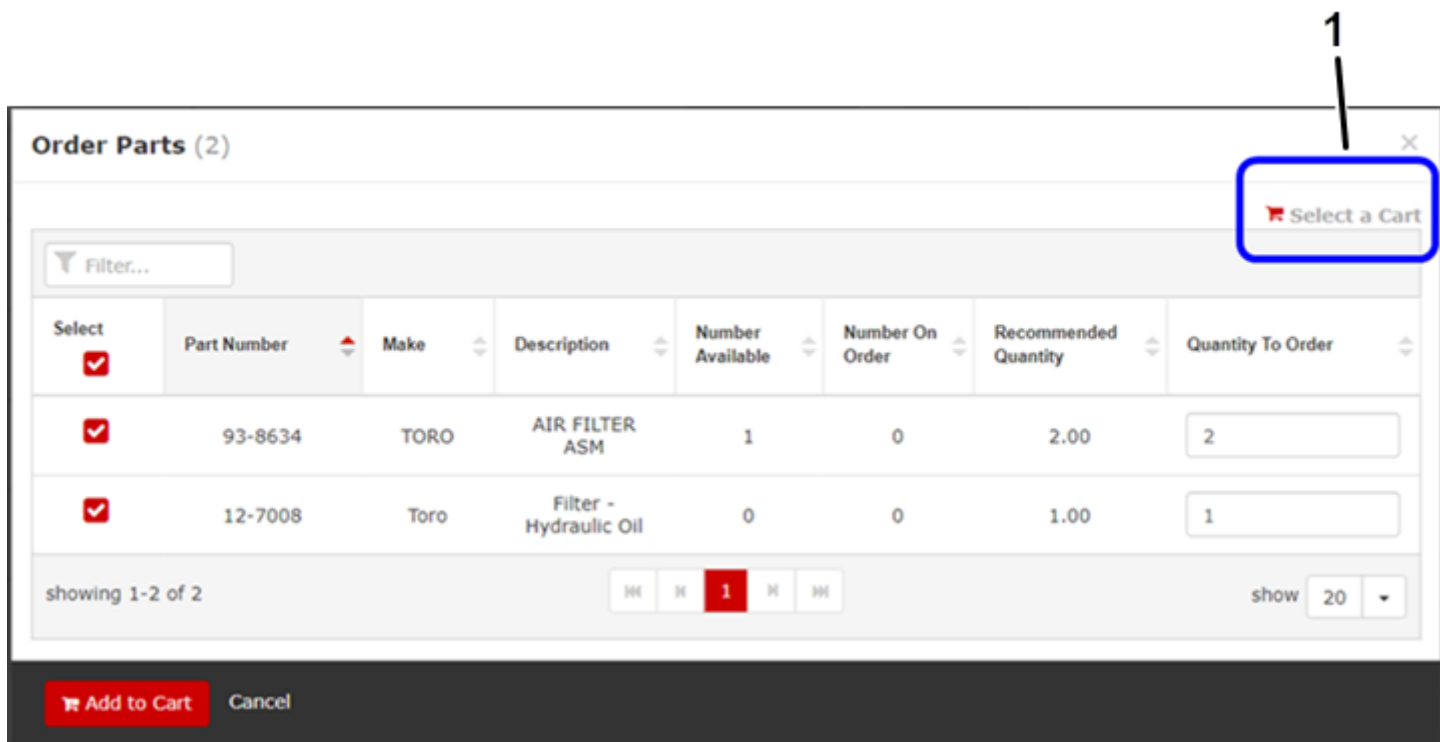 1
Order Parts (2)
Select a Cart
Filter...
Select
Part Number
Make
Description
Number
Available
Number On
Order
Recommended
Quantity
Quantity To Order
93-8634
TORO
AIR FILTER
ASM
1
0
2.00
2
12-7008
Toro
Filter -
Hydraulic Oil
0
0
1.00
1
showing 1-2 of 2
1
show
20
Add to Cart
Cancel